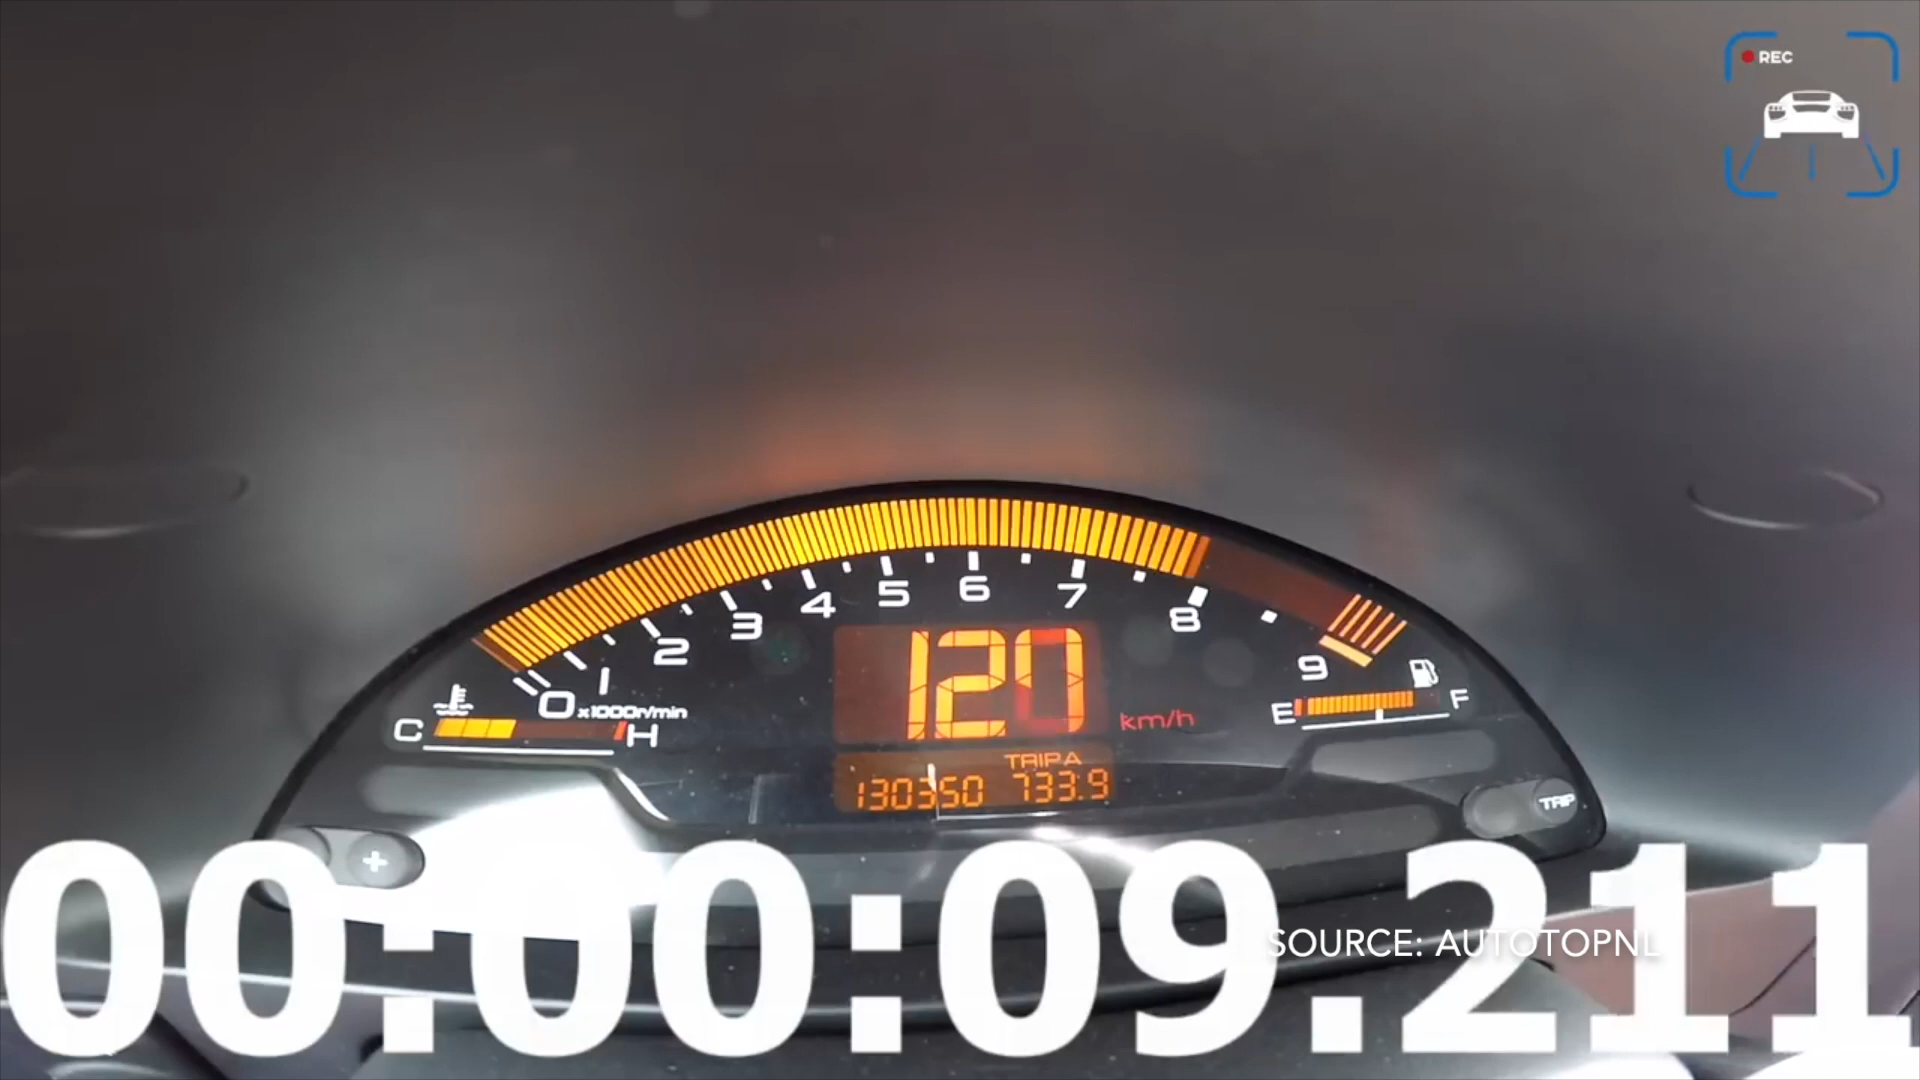 REC
0 1 2 3 4 5 6 7 8 9
x1000r/min
C H
120 km/h
E F
TRIP A
130350 733.9
TRIP
+
00:00:09.211
SOURCE: AUTOTOPNL